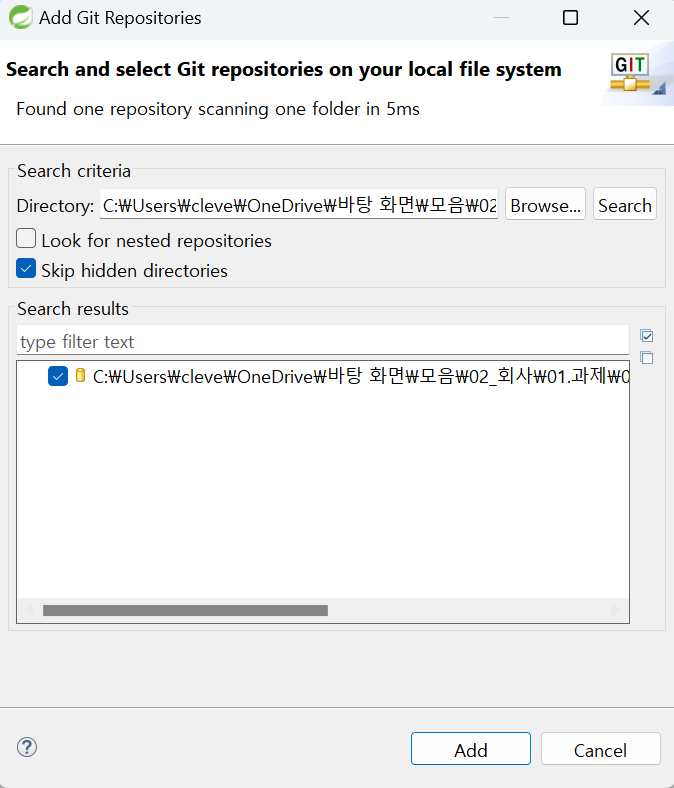 Add Git Repositories
Search and select Git repositories on your local file system
GIT
Found one repository scanning one folder in 5ms
Search criteria
Directory: C:₩Users₩cleve₩OneDrive₩바탕 화면₩모음₩02 Browse... Search
Look for nested repositories
Skip hidden directories
Search results
type filter text
C:₩Users₩cleve₩OneDrive₩바탕 화면₩모음₩02_회사₩01.과제₩0
? Add Cancel